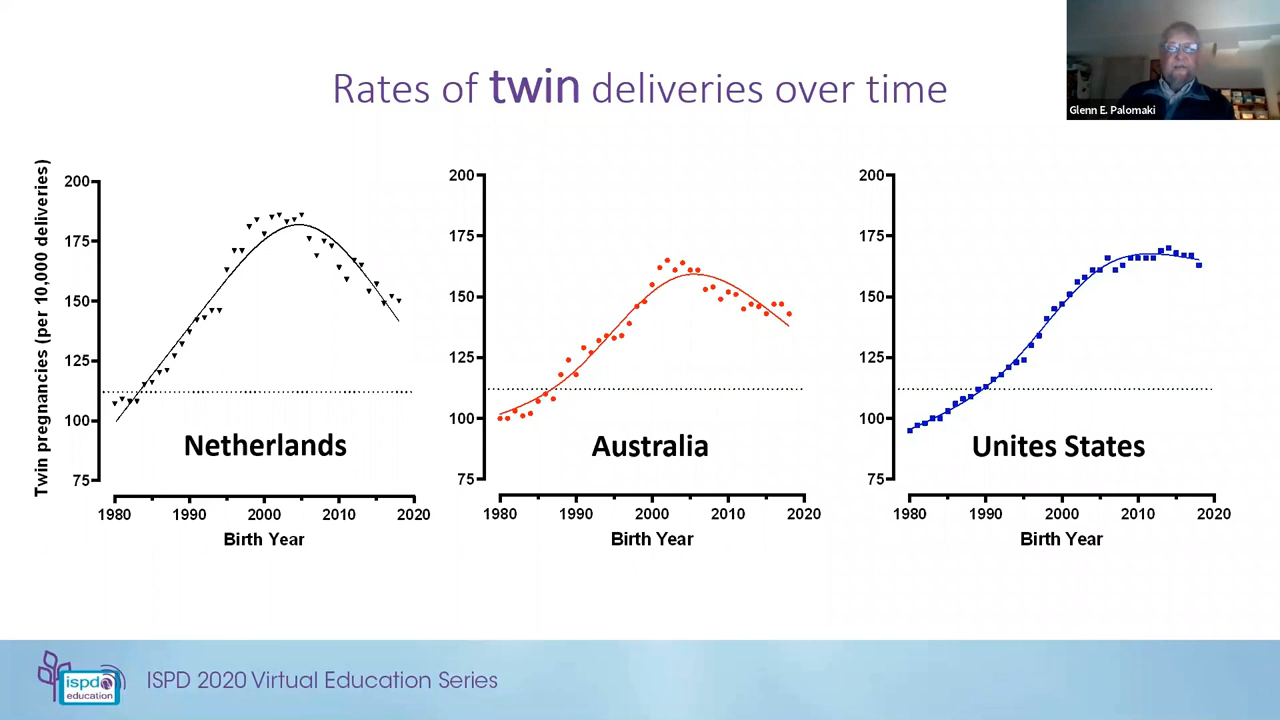 Glenn E. Palomaki
Rates of twin deliveries over time
Twin pregnancies (per 10,000 deliveries)
200
175
150
125
100
75
Netherlands
1980 1990 2000 2010 2020
Birth Year
200
175
150
125
100
75
Australia
1980 1990 2000 2010 2020
Birth Year
200
175
150
125
100
75
Unites States
1980 1990 2000 2010 2020
Birth Year
ispd
education
ISPD 2020 Virtual Education Series